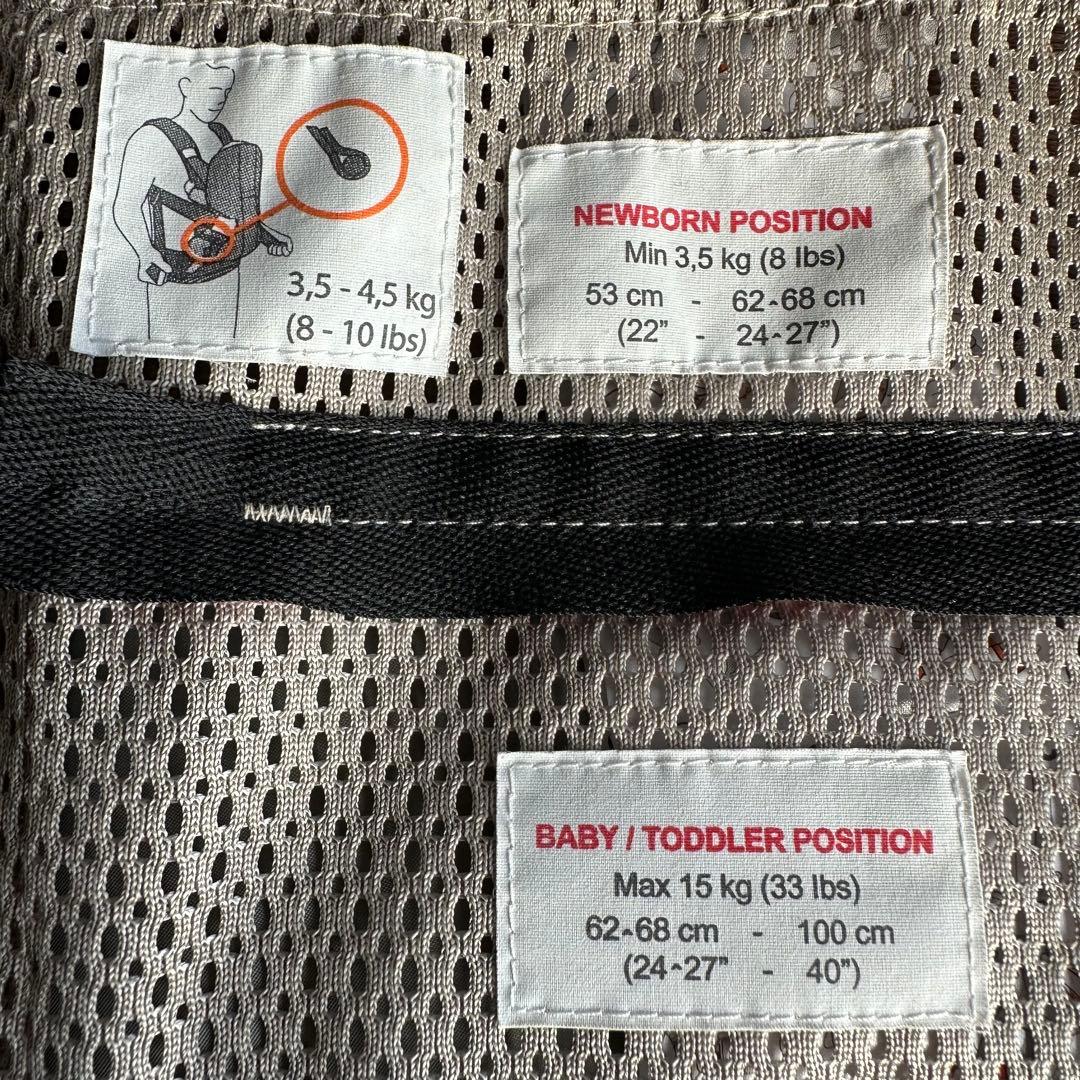 3,5 - 4,5 kg
(8 - 10 lbs)
NEWBORN POSITION
Min 3,5 kg (8 lbs)
53 cm - 62-68 cm
(22” - 24-27”)
BABY / TODDLER POSITION
Max 15 kg (33 lbs)
62-68 cm - 100 cm
(24-27” - 40”)